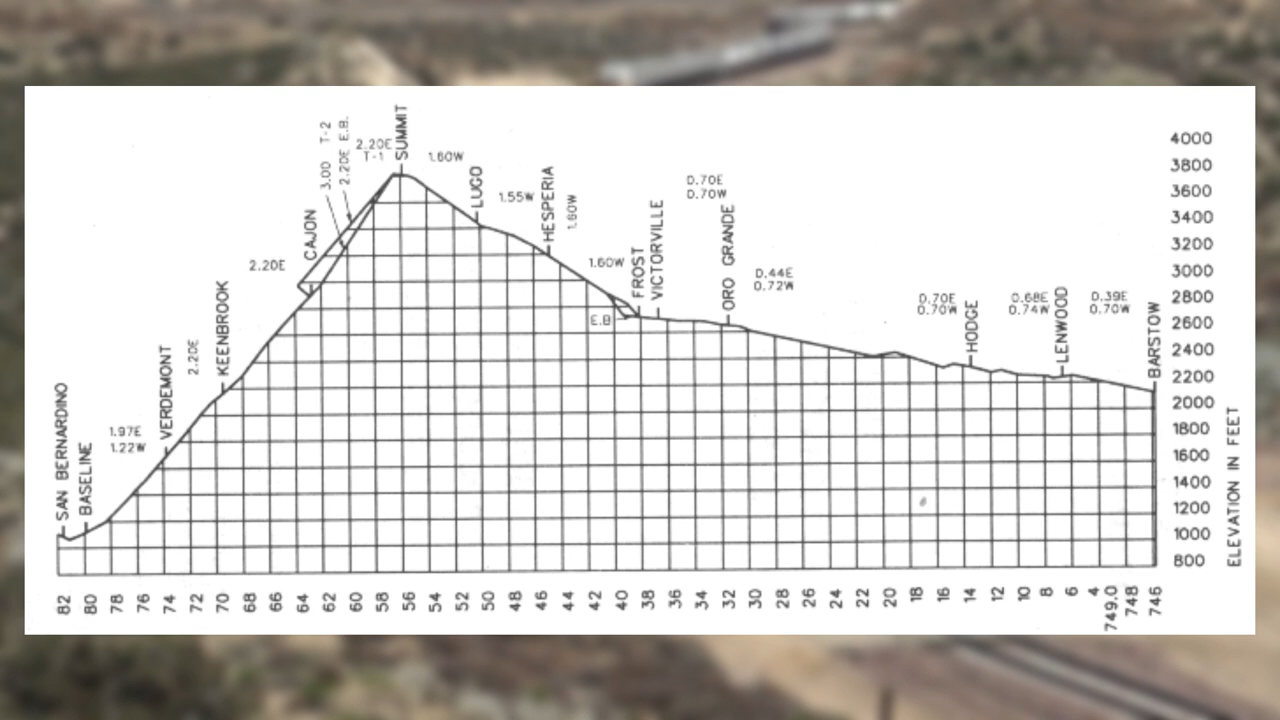 SAN BERNARDINO
BASELINE
1.97E
1.22W
VERDEMONT
2.20E
KEENBROOK
2.20E
CAJON
3.00 T-2
2.20E E.B.
2.20E
T-1
SUMMIT
1.60W
LUGO
1.55W
HESPERIA
1.60W
1.60W
E.B
FROST
VICTORVILLE
0.70E
0.70W
ORO GRANDE
0.44E
0.72W
0.70E
0.70W
HODGE
0.68E
0.74W
LENWOOD
0.39E
0.70W
BARSTOW
4000
3800
3600
3400
3200
3000
2800
2600
2400
2200
2000
1800
1600
1400
1200
1000
800
ELEVATION IN FEET
82 80 78 76 74 72 70 68 66 64 62 60 58 56 54 52 50 48 46 44 42 40 38 36 34 32 30 28 26 24 22 20 18 16 14 12 10 8 6 4 749.0 748 746